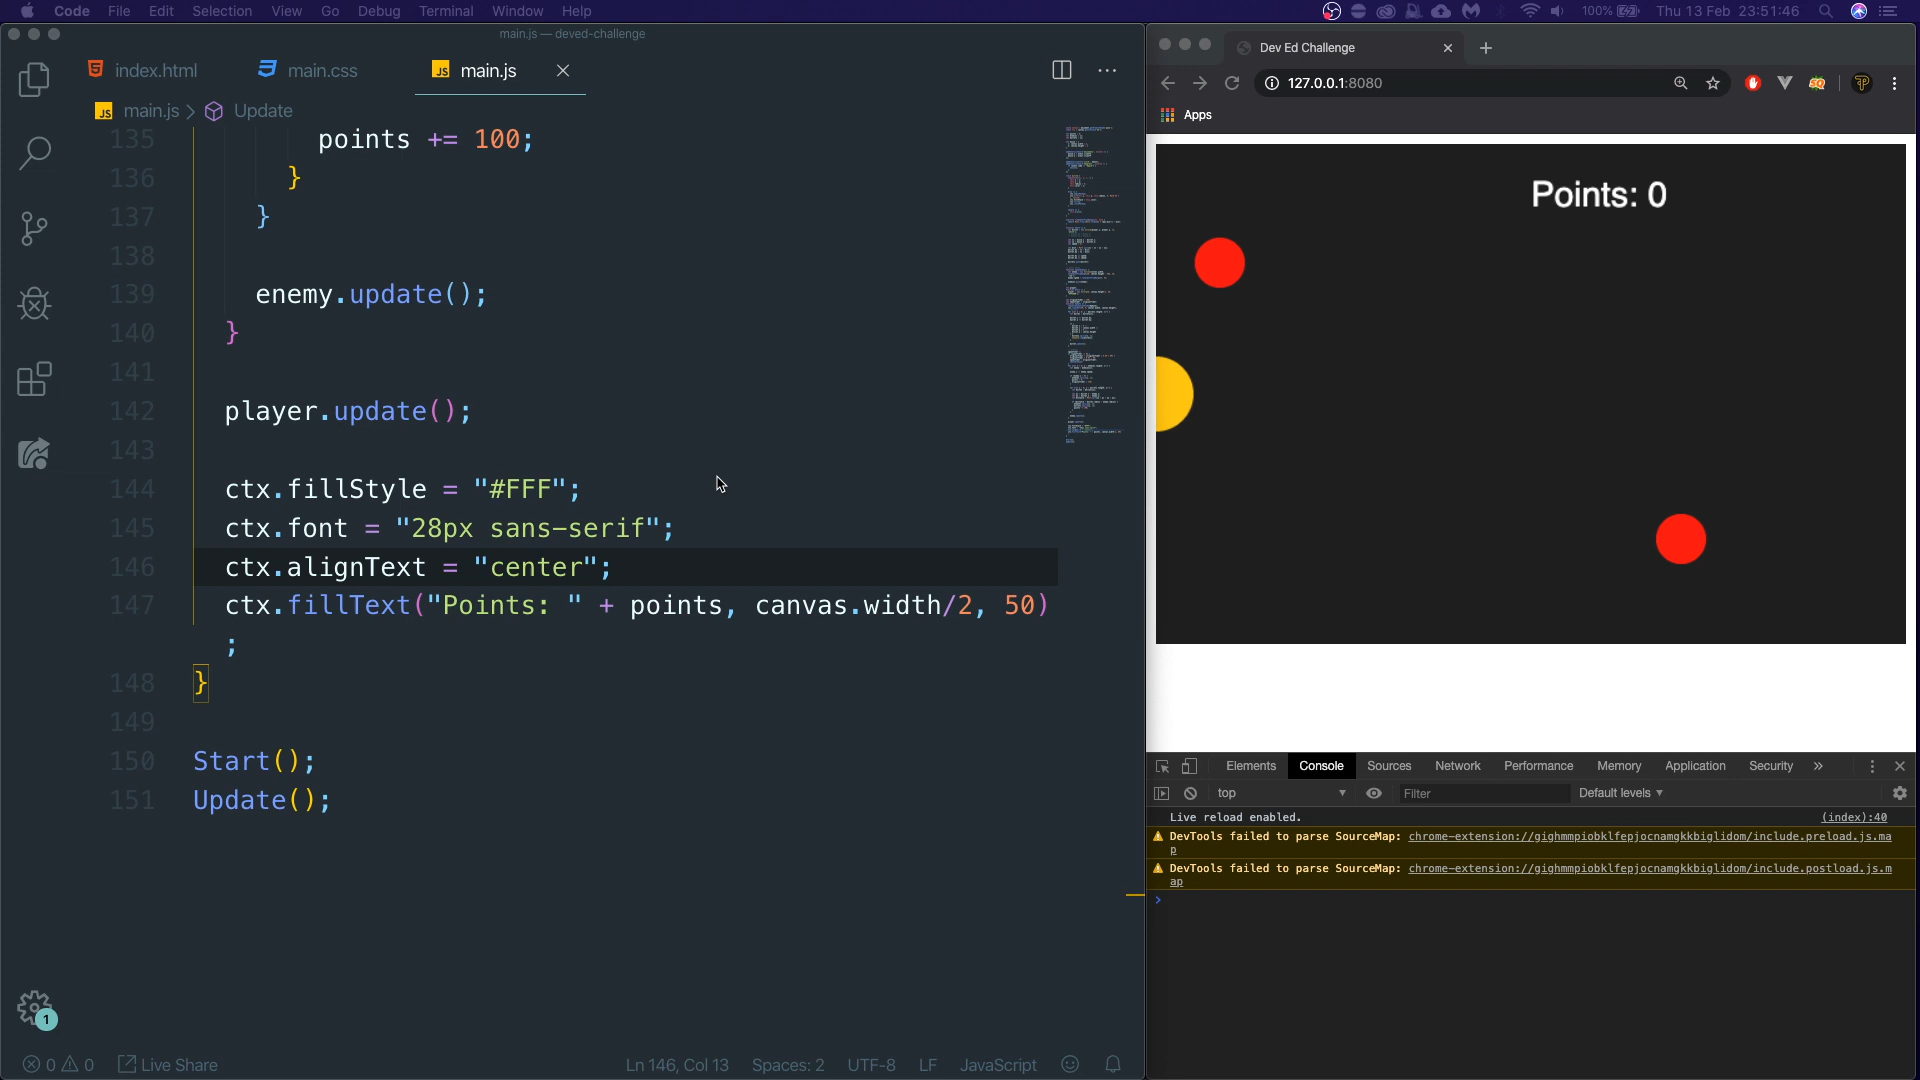 Code File Edit Selection View Go Debug Terminal Window Help 100% Thu 13 Feb 23:51:46
main.js — deved-challenge
index.html main.css main.js
main.js > Update
135 points += 100;
136 }
137 }
138
139 enemy.update();
140 }
141
142 player.update();
143
144 ctx.fillStyle = "#FFF";
145 ctx.font = "28px sans-serif";
146 ctx.alignText = "center";
147 ctx.fillText("Points: " + points, canvas.width/2, 50)
;
148 }
149
150 Start();
151 Update();
1
0 0 Live Share Ln 146, Col 13 Spaces: 2 UTF-8 LF JavaScript
Dev Ed Challenge
127.0.0.1:8080
Apps
Points: 0
Elements Console Sources Network Performance Memory Application Security »
top Filter Default levels
Live reload enabled. (index):40
DevTools failed to parse SourceMap: chrome-extension://gighmmpiobklfepjocnamgkkbiglidom/include.preload.js.ma
p
DevTools failed to parse SourceMap: chrome-extension://gighmmpiobklfepjocnamgkkbiglidom/include.postload.js.m
ap